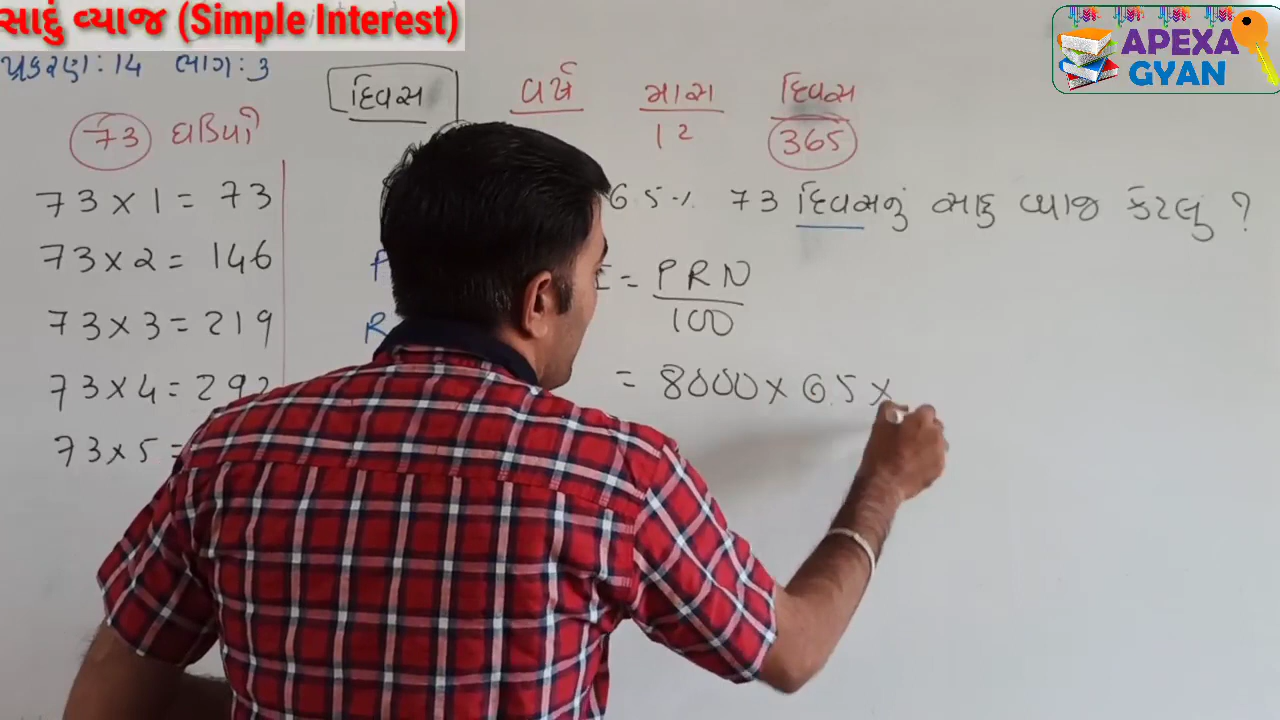 સાદું વ્યાજ (Simple Interest)
APEXA
GYAN
પ્રકરણ : 14 ભાગ : 3
દિવસ
વર્ષ માસ દિવસ
12 365
73 ઘડિયો
73 x 1 = 73
73 x 2 = 146
73 x 3 = 219
73 x 4 = 292
73 x 5 =
6.5 % 73 દિવસનું સાદુ વ્યાજ કેટલું ?
P
R
I = PRN
100
= 8000 x 6.5 x